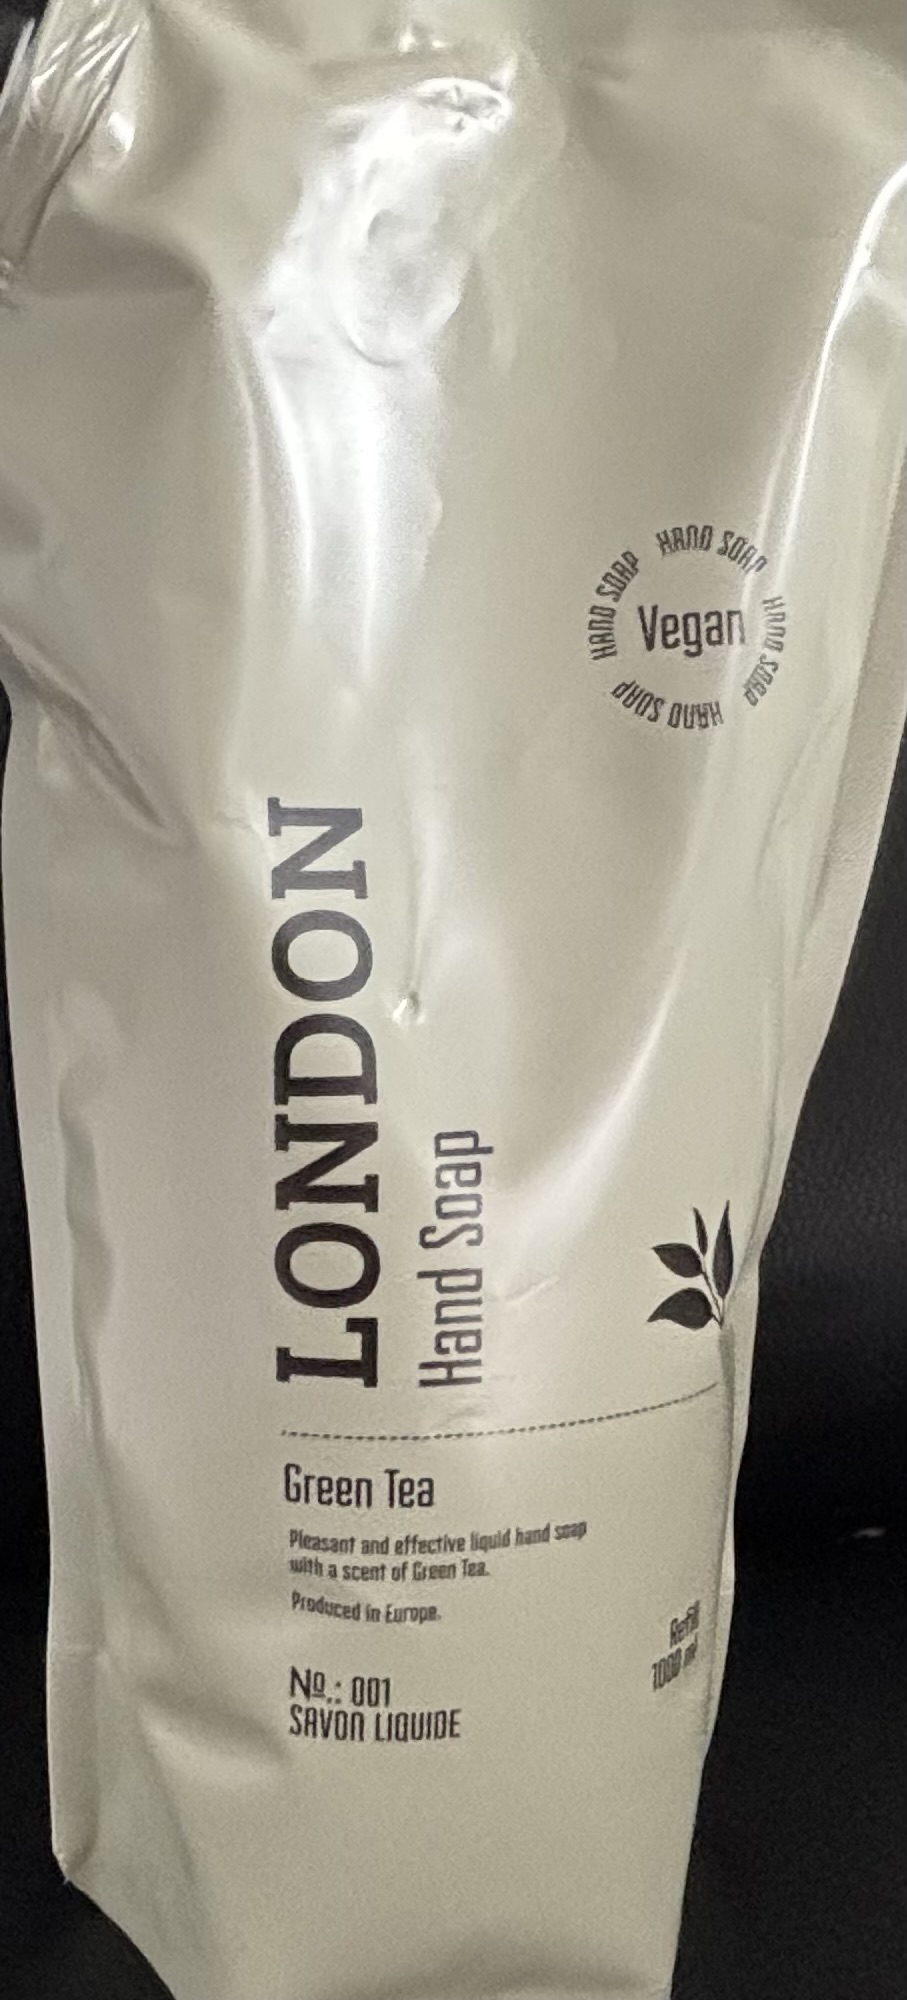 HAND SOAP HAND SOAP HAND SOAP HAND SOAP
Vegan
LONDON
Hand Soap
Green Tea
Pleasant and effective liquid hand soap
with a scent of Green Tea.
Produced in Europe.
Refill
1000 ml
Nº.: 001
SAVON LIQUIDE